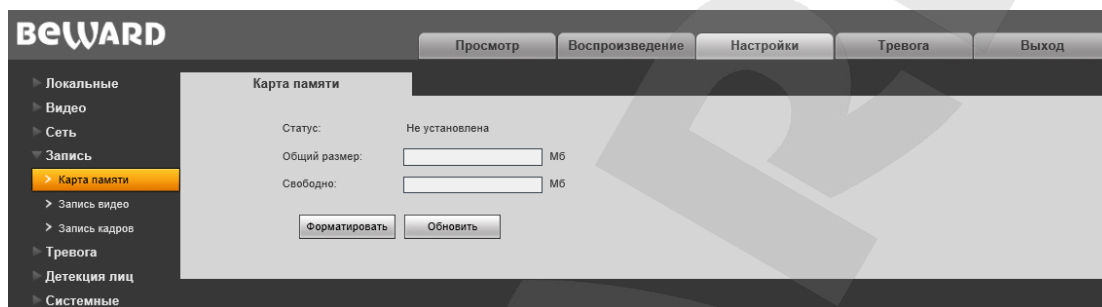 BEWARD
Просмотр Воспроизведение Настройки Тревога Выход
Локальные
Видео
Сеть
Запись
Карта памяти
Запись видео
Запись кадров
Тревога
Детекция лиц
Системные
Карта памяти
Статус: Не установлена
Общий размер: Мб
Свободно: Мб
Форматировать Обновить